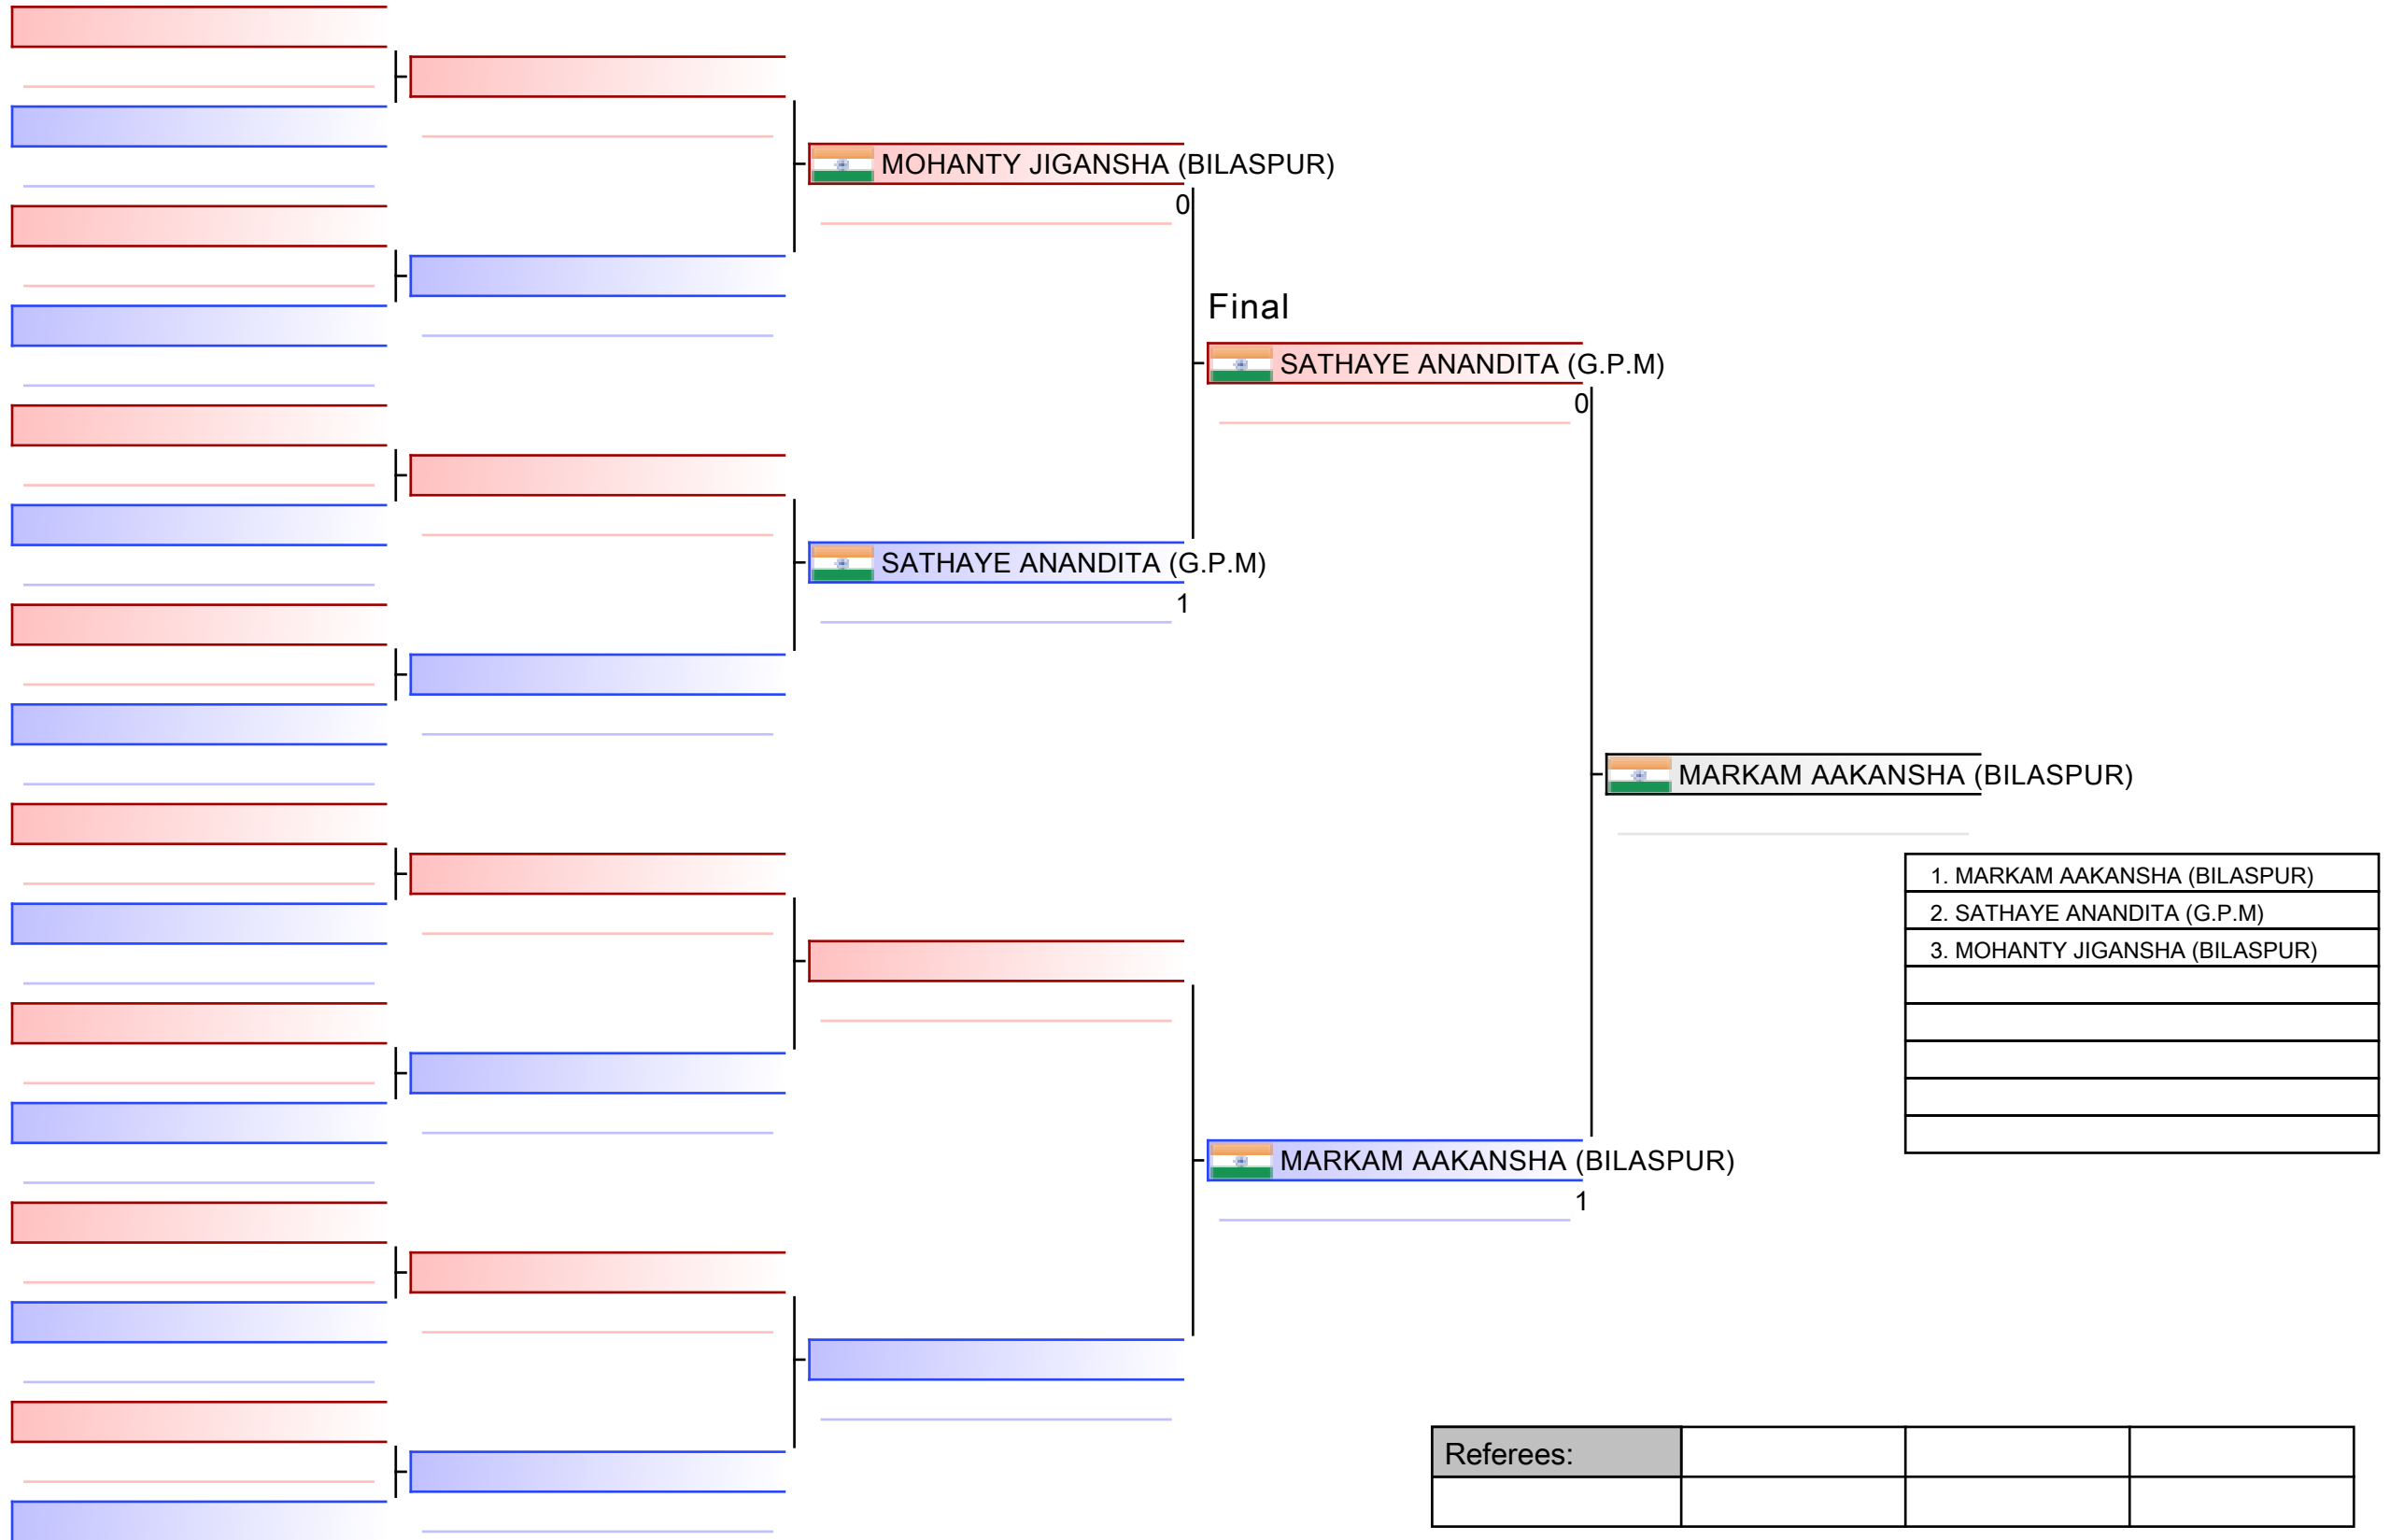 MOHANTY JIGANSHA (BILASPUR)
0
Final
SATHAYE ANANDITA (G.P.M)
0
SATHAYE ANANDITA (G.P.M)
1
MARKAM AAKANSHA (BILASPUR)
1. MARKAM AAKANSHA (BILASPUR)
2. SATHAYE ANANDITA (G.P.M)
3. MOHANTY JIGANSHA (BILASPUR)
MARKAM AAKANSHA (BILASPUR)
1
Referees: